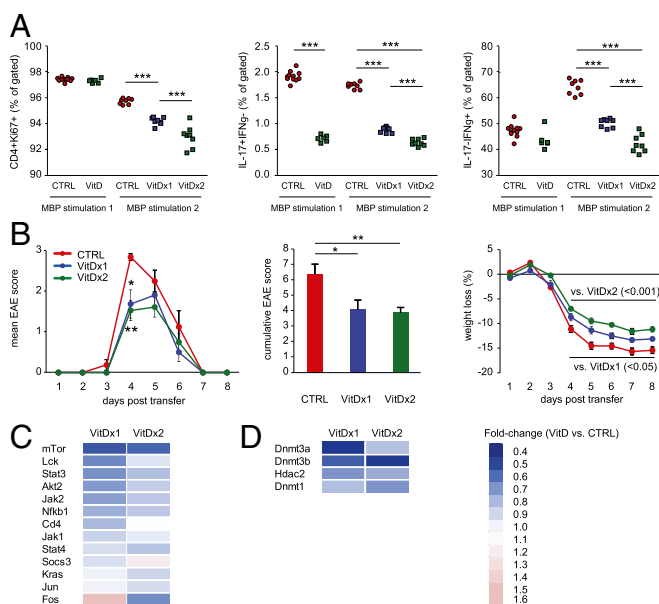 A
CD4+Ki67+ (% of gated)
98
96
94
92
90
***
***
CTRL VitD CTRL VitDx1 VitDx2
MBP stimulation 1 MBP stimulation 2
IL-17+IFNg- (% of gated)
2.5
2.0
1.5
1.0
0.5
0.0
***
***
***
***
CTRL VitD CTRL VitDx1 VitDx2
MBP stimulation 1 MBP stimulation 2
IL-17-IFNg+ (% of gated)
80
70
60
50
40
30
***
***
***
CTRL VitD CTRL VitDx1 VitDx2
MBP stimulation 1 MBP stimulation 2
B
mean EAE score
3
2
1
0
CTRL
VitDx1
VitDx2
*
**
1 2 3 4 5 6 7 8
days post transfer
cumulative EAE score
8
7
6
5
4
3
2
1
0
**
*
CTRL VitDx1 VitDx2
weight loss (%)
5
0
-5
-10
-15
-20
vs. VitDx2 (<0.001)
vs. VitDx1 (<0.05)
1 2 3 4 5 6 7 8
days post transfer
C
VitDx1 VitDx2
mTor
Lck
Stat3
Akt2
Jak2
Nfkb1
Cd4
Jak1
Stat4
Socs3
Kras
Jun
Fos
D
VitDx1 VitDx2
Dnmt3a
Dnmt3b
Hdac2
Dnmt1
Fold-change (VitD vs. CTRL)
0.4
0.5
0.6
0.7
0.8
0.9
1.0
1.1
1.2
1.3
1.4
1.5
1.6